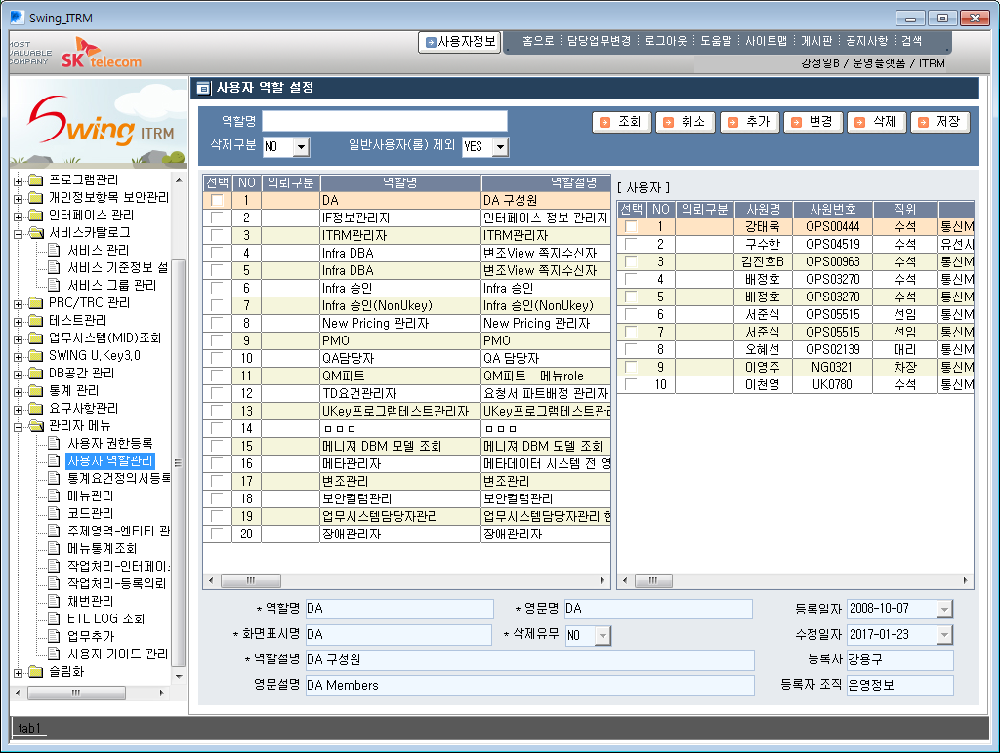 Swing_ITRM
MOST VALUABLE COMPANY
SK telecom
사용자정보
홈으로 담당업무변경 로그아웃 도움말 사이트맵 게시판 공지사항 검색
강성일B / 운영플랫폼 / ITRM
Swing ITRM
프로그램관리
개인정보항목 보안관리
인터페이스 관리
서비스카탈로그
서비스 관리
서비스 기준정보 설
서비스 그룹 관리
PRC/TRC 관리
테스트관리
업무시스템(MID)조회
SWING U.Key3.0
DB공간 관리
통계 관리
요구사항관리
관리자 메뉴
사용자 권한등록
사용자 역할관리
통계요건정의서등록
메뉴관리
코드관리
주제영역-엔티티 관
메뉴통계조회
작업처리-인터페이스
작업처리-등록의뢰
채번관리
ETL LOG 조회
업무추가
사용자 가이드 관리
슬림화
사용자 역할 설정
역할명
조회 취소 추가 변경 삭제 저장
삭제구분 NO 일반사용자(롤) 제외 YES
선택 NO 의뢰구분 역할명 역할설명
1 DA DA 구성원
2 IF정보관리자 인터페이스 정보 관리자
3 ITRM관리자 ITRM관리자
4 Infra DBA 변조View 쪽지수신자
5 Infra DBA 변조View 쪽지수신자
6 Infra 승인 Infra 승인
7 Infra 승인(NonUkey) Infra 승인(NonUkey)
8 New Pricing 관리자 New Pricing 관리자
9 PMO PMO
10 QA담당자 QA 담당자
11 QM파트 QM파트 - 메뉴role
12 TD요건관리자 요청서 파트배정 관리자
13 UKey프로그램테스트관리자 UKey프로그램테스트관리
14 ㅁㅁㅁ ㅁㅁㅁ
15 메니져 DBM 모델 조회 메니져 DBM 모델 조회
16 메타관리자 메타데이터 시스템 전 영
17 변조관리 변조관리
18 보안컬럼관리 보안컬럼관리
19 업무시스템담당자관리 업무시스템담당자관리 한
20 장애관리자 장애관리자
[ 사용자 ]
선택 NO 의뢰구분 사원명 사원번호 직위
1 강태욱 OPS00444 수석 통신M
2 구수한 OPS04519 수석 유선시
3 김진호B OPS00963 수석 통신M
4 배정호 OPS03270 수석 통신M
5 배정호 OPS03270 수석 통신M
6 서준식 OPS05515 선임 통신M
7 서준식 OPS05515 선임 통신M
8 오혜선 OPS02139 대리 통신M
9 이영주 NG0321 차장 통신M
10 이천영 UK0780 수석 통신M
* 역할명 DA * 영문명 DA 등록일자 2008-10-07
* 화면표시명 DA * 삭제유무 NO 수정일자 2017-01-23
* 역할설명 DA 구성원 등록자 강용구
영문설명 DA Members 등록자 조직 운영정보
tab1